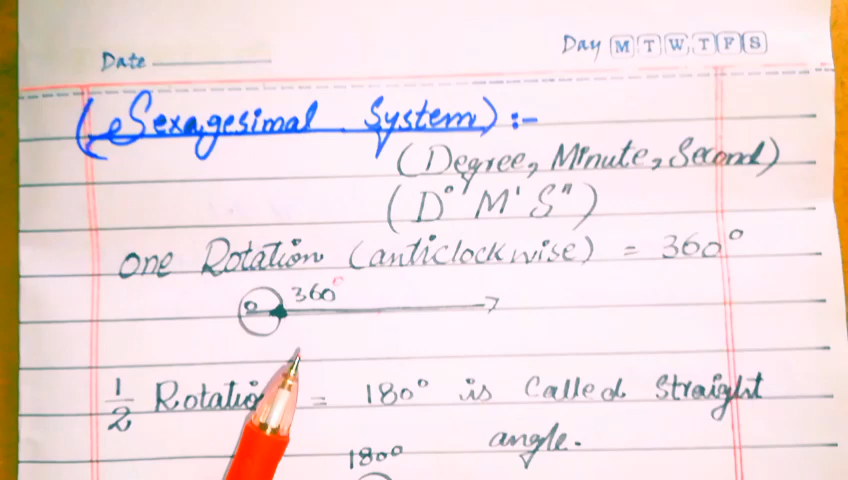 Date
Day M T W T F S
(Sexagesimal System) :-
(Degree, Minute, Second)
(D° M' S")
One Rotation (anticlockwise) = 360°
360°
1/2 Rotation = 180° is Called Straight
angle.
180°